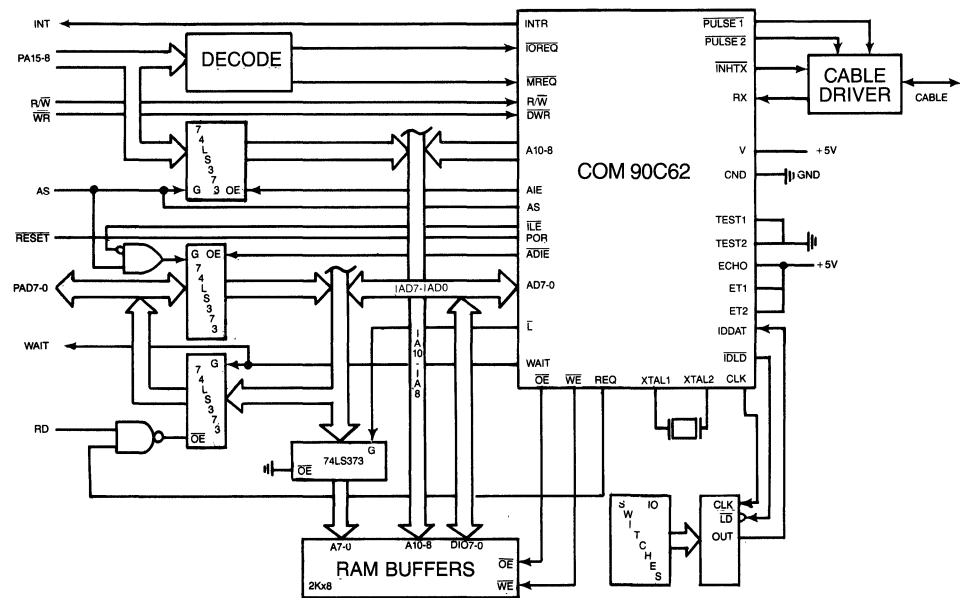 INT
INTR
PULSE 1
PULSE 2
PA15-8
DECODE
IOREQ
MREQ
INHTX
RX
CABLE DRIVER
CABLE
R/W
R/W
WR
DWR
74LS373
G OE
A10-8
COM 90C62
V
+5V
CND
GND
AS
AIE
AS
ILE
RESET
POR
ADIE
TEST1
TEST2
ECHO
+5V
ET1
ET2
G OE
74LS373
PAD7-0
IAD7-IAD0
AD7-0
IA10-IA8
L
WAIT
WAIT
IDDAT
IDLD
CLK
OE
WE
REQ
XTAL1
XTAL2
G
74LS373
OE
RD
G
74LS373
OE
SWITCHES
IO
CLK
LD
OUT
A7-0
A10-8
DIO7-0
RAM BUFFERS
2Kx8
OE
WE